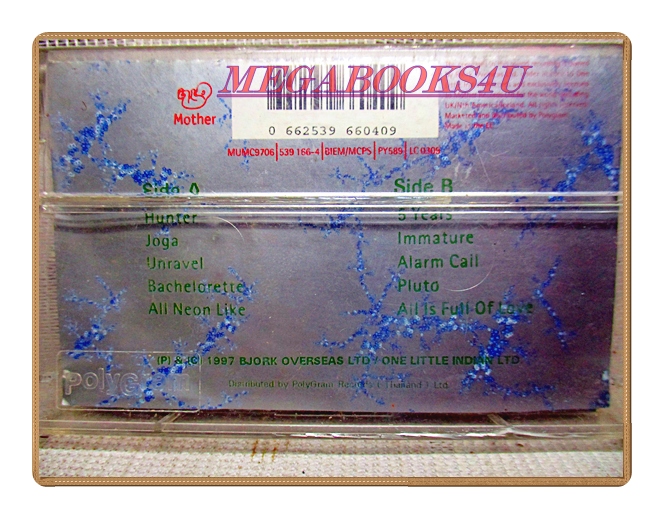 MEGABOOKS4U
Mother
0 662539 660409
MUMC9706 539 166-4 BIEM/MCPS PY585 LC 0309
Side A
Hunter
Joga
Unravel
Bachelorette
All Neon Like
Side B
5 Years
Immature
Alarm Call
Pluto
All Is Full Of Love
(P) & (C) 1997 BJORK OVERSEAS LTD / ONE LITTLE INDIAN LTD
Distributed by PolyGram Records ( Thailand ) Ltd.
PolyGram